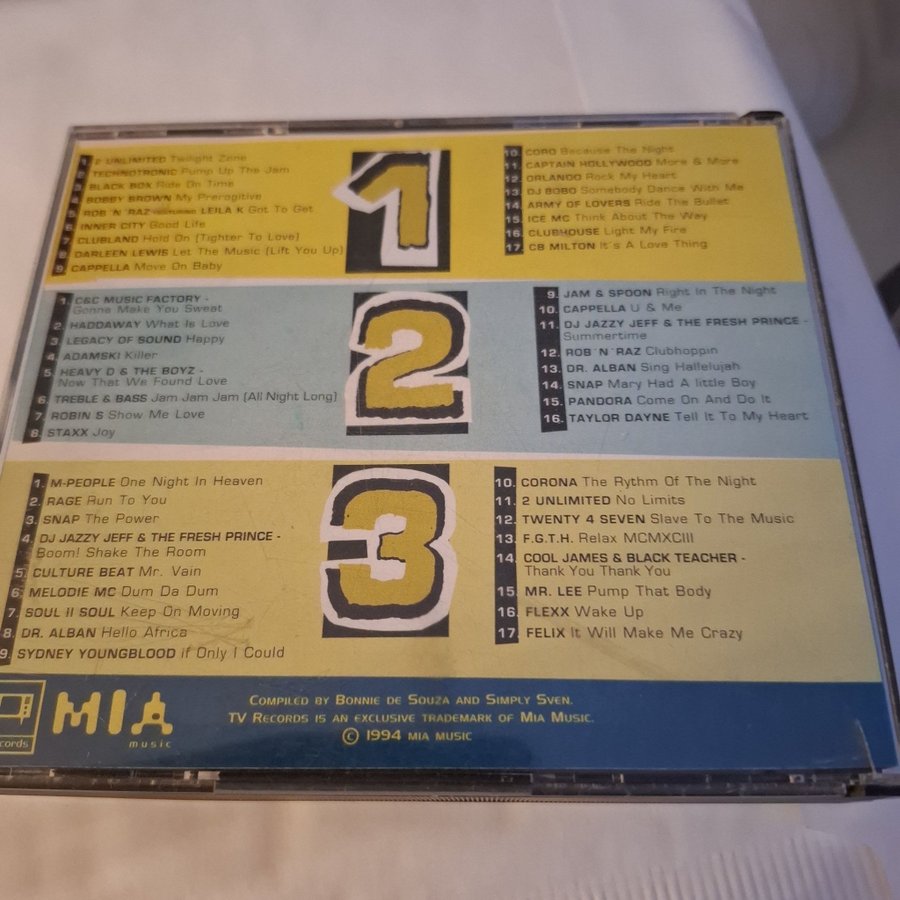 1. 2 UNLIMITED Twilight Zone
2. TECHNOTRONIC Pump Up The Jam
3. BLACK BOX Ride On Time
4. BOBBY BROWN My Prerogitive
5. ROB 'N' RAZ FEATURING LEILA K Got To Get
6. INNER CITY Good Life
7. CLUBLAND Hold On (Tighter To Love)
8. DARLEEN LEWIS Let The Music (Lift You Up)
9. CAPPELLA Move On Baby
1
10. CORO Because The Night
11. CAPTAIN HOLLYWOOD More & More
12. ORLANDO Rock My Heart
13. DJ BOBO Somebody Dance With Me
14. ARMY OF LOVERS Ride The Bullet
15. ICE MC Think About The Way
16. CLUBHOUSE Light My Fire
17. CB MILTON It's A Love Thing
1. C&C MUSIC FACTORY -
Gonna Make You Sweat
2. HADDAWAY What Is Love
3. LEGACY OF SOUND Happy
4. ADAMSKI Killer
5. HEAVY D & THE BOYZ -
Now That We Found Love
6. TREBLE & BASS Jam Jam Jam (All Night Long)
7. ROBIN S Show Me Love
8. STAXX Joy
2
9. JAM & SPOON Right In The Night
10. CAPPELLA U & Me
11. DJ JAZZY JEFF & THE FRESH PRINCE -
Summertime
12. ROB 'N' RAZ Clubhoppin
13. DR. ALBAN Sing Hallelujah
14. SNAP Mary Had A little Boy
15. PANDORA Come On And Do It
16. TAYLOR DAYNE Tell It To My Heart
1. M-PEOPLE One Night In Heaven
2. RAGE Run To You
3. SNAP The Power
4. DJ JAZZY JEFF & THE FRESH PRINCE -
Boom! Shake The Room
5. CULTURE BEAT Mr. Vain
6. MELODIE MC Dum Da Dum
7. SOUL II SOUL Keep On Moving
8. DR. ALBAN Hello Africa
9. SYDNEY YOUNGBLOOD if Only I Could
3
10. CORONA The Rythm Of The Night
11. 2 UNLIMITED No Limits
12. TWENTY 4 SEVEN Slave To The Music
13. F.G.T.H. Relax MCMXCIII
14. COOL JAMES & BLACK TEACHER -
Thank You Thank You
15. MR. LEE Pump That Body
16. FLEXX Wake Up
17. FELIX It Will Make Me Crazy
MIA
music
COMPILED BY BONNIE DE SOUZA AND SIMPLY SVEN.
TV RECORDS IS AN EXCLUSIVE TRADEMARK OF MIA MUSIC.
© 1994 MIA MUSIC